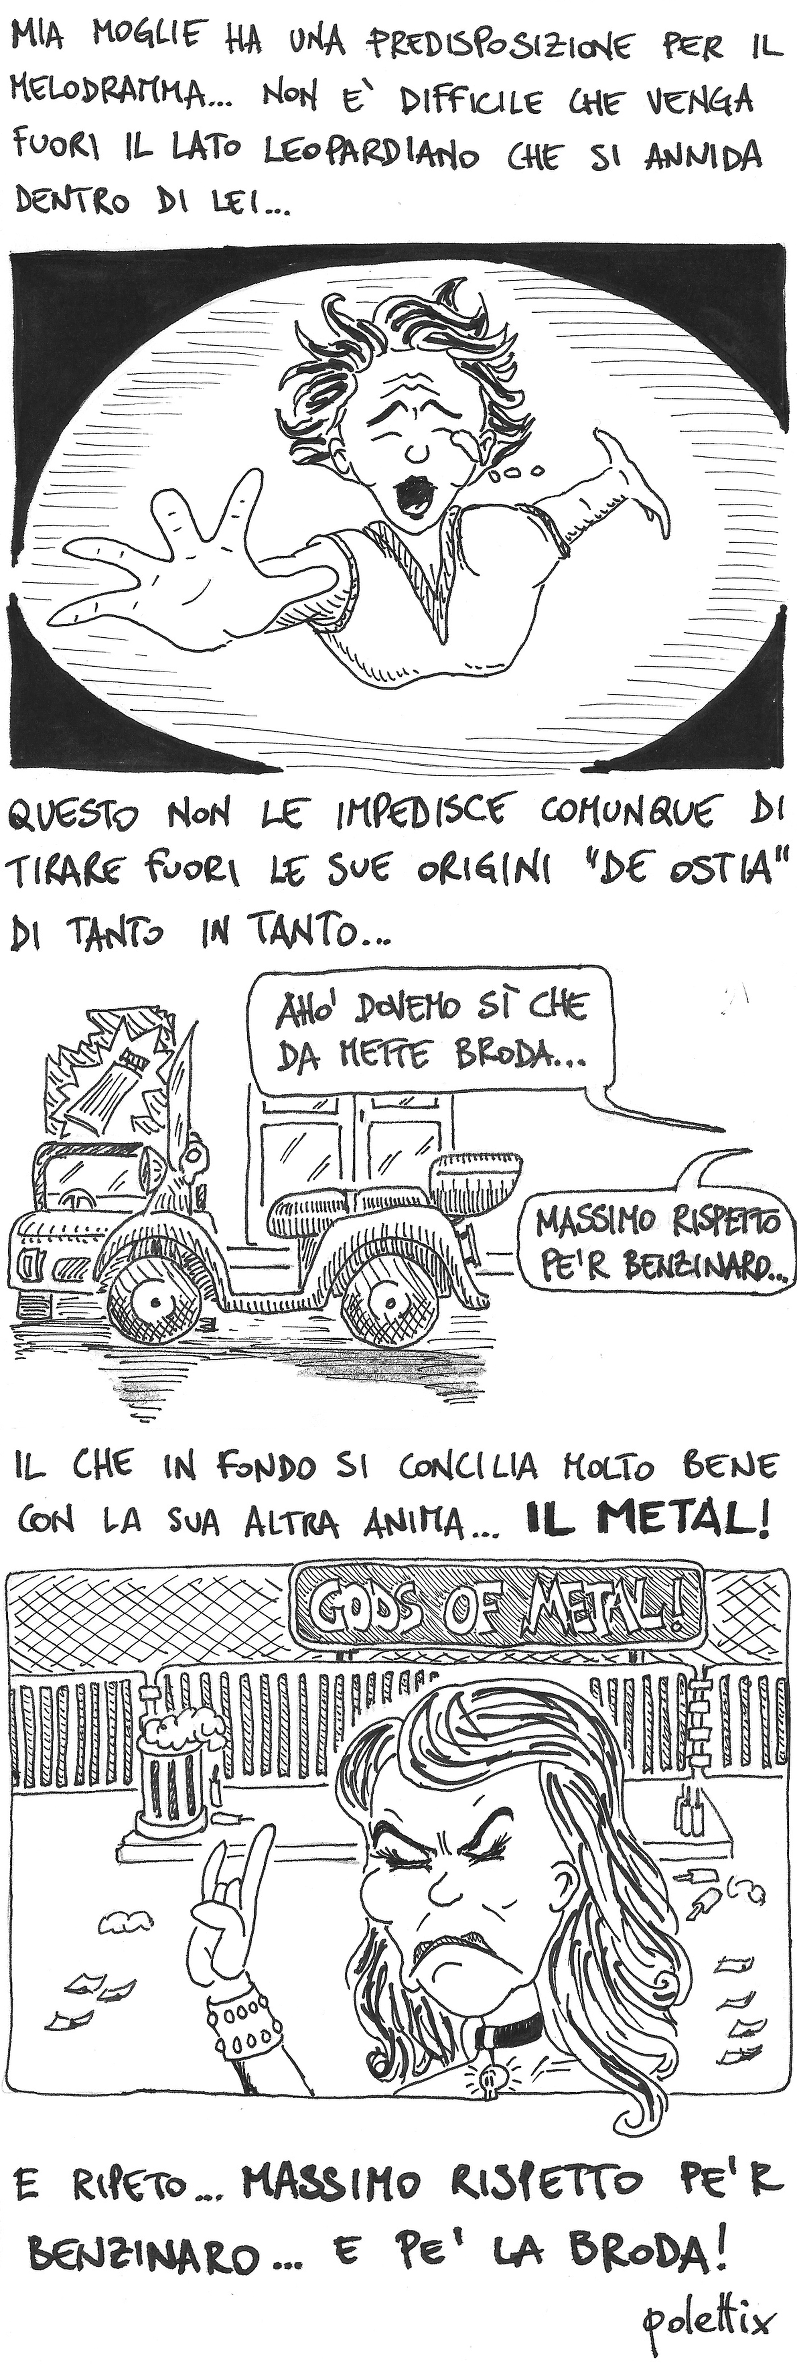 MIA MOGLIE HA UNA PREDISPOSIZIONE PER IL
MELODRAMMA... NON E' DIFFICILE CHE VENGA
FUORI IL LATO LEOPARDIANO CHE SI ANNIDA
DENTRO DI LEI...
QUESTO NON LE IMPEDISCE COMUNQUE DI
TIRARE FUORI LE SUE ORIGINI "DE OSTIA"
DI TANTO IN TANTO...
AHO' DOVEMO SÌ CHE
DA METTE BRODA...
MASSIMO RISPETTO
PE'R BENZINARO...
IL CHE IN FONDO SI CONCILIA MOLTO BENE
CON LA SUA ALTRA ANIMA... IL METAL!
GODS OF METAL!
E RIPETO... MASSIMO RISPETTO PE'R
BENZINARO... E PE' LA BRODA!
polettix